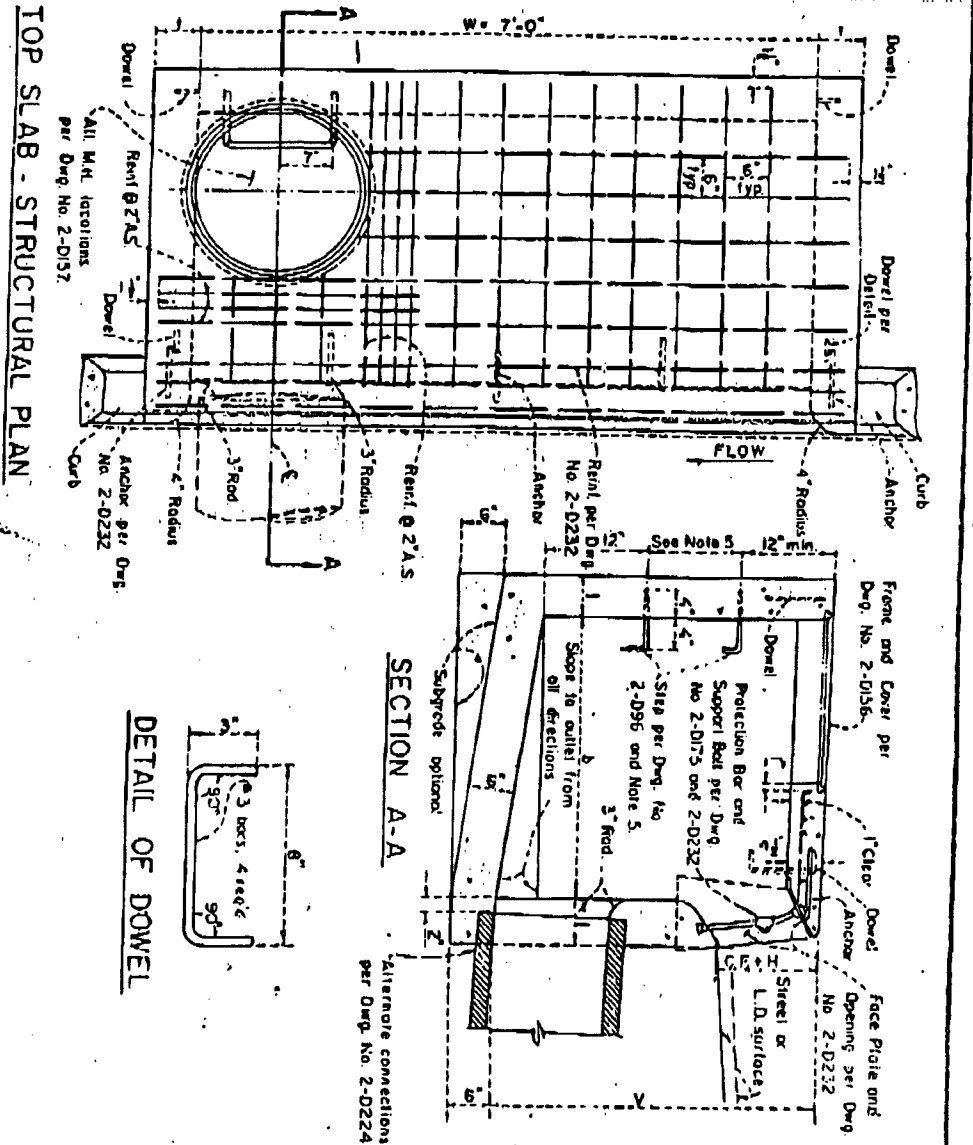 TOP SLAB - STRUCTURAL PLAN
W = 7'-0"
A
A
Dowel
Dowel
Dowel per
Detail
6"
typ
6"
typ
7"
All. M.H. locations
per Dwg. No. 2-D157.
Reinf @ 2" A.S.
Dowel
Curb
Anchor per Dwg.
No. 2-D232
4" Radius
3" Rad.
3" Radius
Reinf. @ 2" A.S
Anchor
Reinf. per Dwg.
No. 2-D232
FLOW
4" Radius
Anchor
Curb
SECTION A-A
Frame and Cover per
Dwg. No. 2-D156
12" min.
See Note 5
12"
6"
Dowel
4"
4"
Protection Bar and
Support Bolt per Dwg.
No 2-D175 and 2-D232
Step per Dwg. No
2-D96 and Note 5.
Slope to outlet from
all directions
3" Rad.
Subgrade optional
1" Clear
Dowel
Anchor
Face Plate and
Opening per Dwg.
No 2-D232
C.F. + H
Street or
L.D. surface
V
2"
6"
Alternate connections
per Dwg. No. 2-D224
DETAIL OF DOWEL
3"
8"
#3 bars, 4 req'd
90°
90°